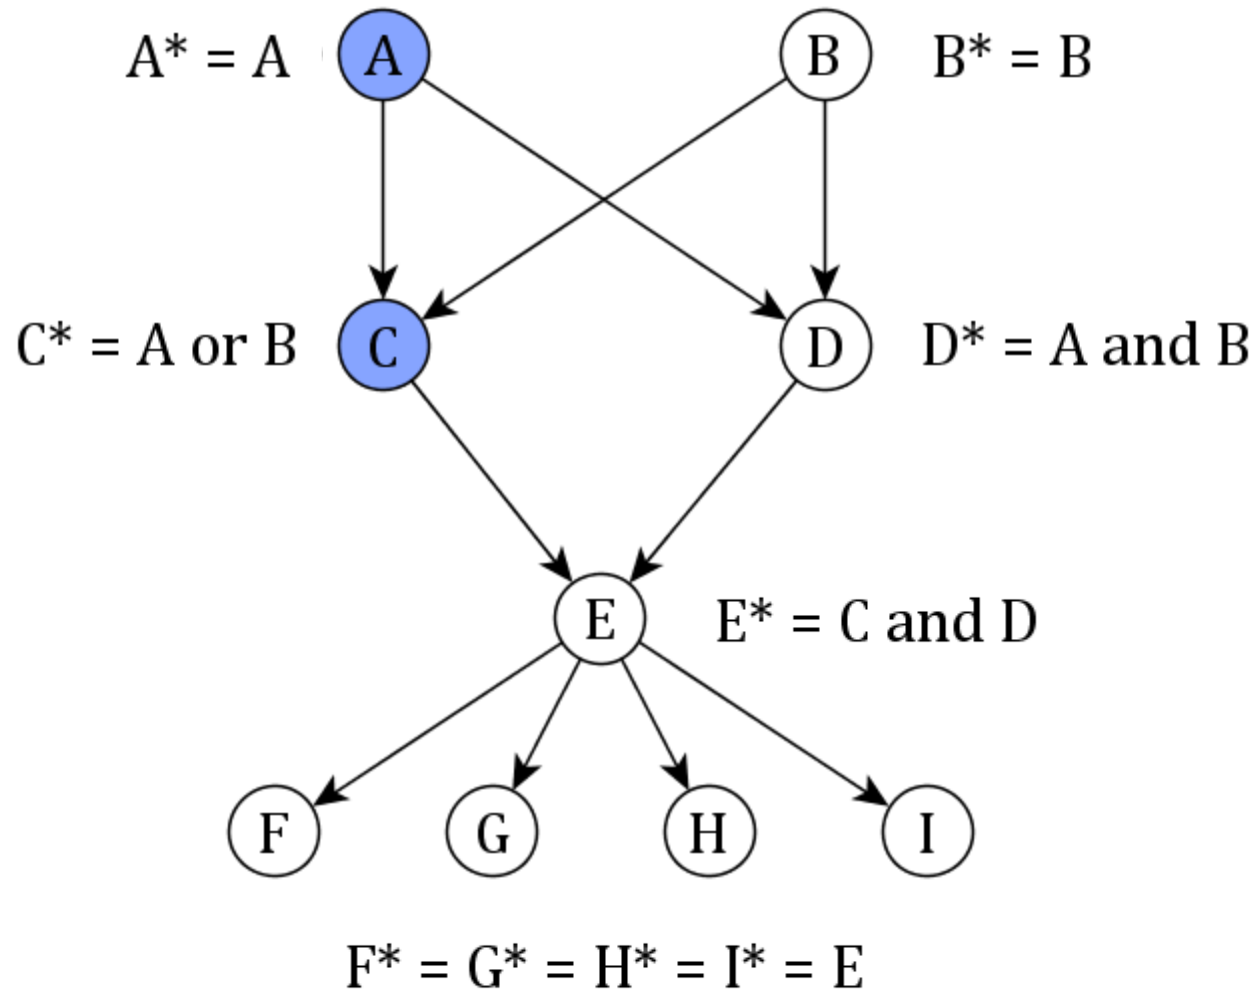 A* = A A B B* = B
C* = A or B C D D* = A and B
E E* = C and D
F G H I
F* = G* = H* = I* = E